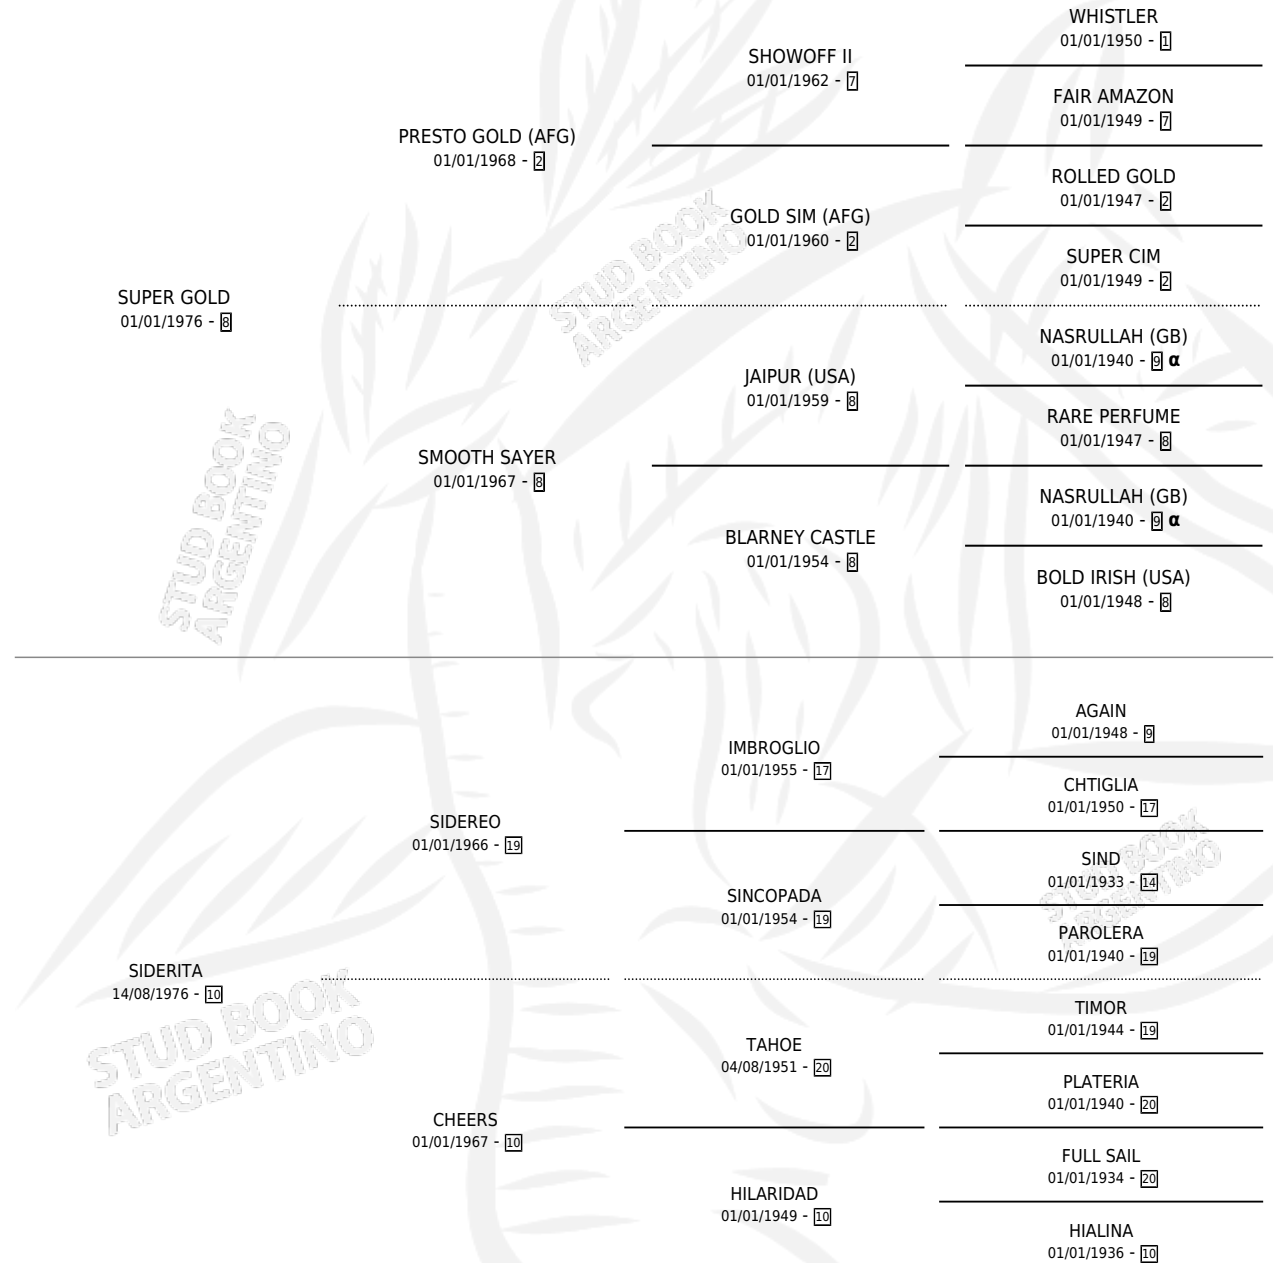 WHISTLER
01/01/1950 - 1
SHOWOFF II
01/01/1962 - 7
FAIR AMAZON
01/01/1949 - 7
PRESTO GOLD (AFG)
01/01/1968 - 2
ROLLED GOLD
01/01/1947 - 2
GOLD SIM (AFG)
01/01/1960 - 2
SUPER CIM
01/01/1949 - 2
SUPER GOLD
01/01/1976 - 8
NASRULLAH (GB)
01/01/1940 - 9 α
JAIPUR (USA)
01/01/1959 - 8
RARE PERFUME
01/01/1947 - 8
SMOOTH SAYER
01/01/1967 - 8
NASRULLAH (GB)
01/01/1940 - 9 α
BLARNEY CASTLE
01/01/1954 - 8
BOLD IRISH (USA)
01/01/1948 - 8
AGAIN
01/01/1948 - 9
IMBROGLIO
01/01/1955 - 17
CHTIGLIA
01/01/1950 - 17
SIDEREO
01/01/1966 - 19
SIND
01/01/1933 - 14
SINCOPADA
01/01/1954 - 19
PAROLERA
01/01/1940 - 19
SIDERITA
14/08/1976 - 10
TIMOR
01/01/1944 - 19
TAHOE
04/08/1951 - 20
PLATERIA
01/01/1940 - 20
CHEERS
01/01/1967 - 10
FULL SAIL
01/01/1934 - 20
HILARIDAD
01/01/1949 - 10
HIALINA
01/01/1936 - 10
STUD BOOK
ARGENTINO
STUD BOOK
ARGENTINO
STUD BOOK
ARGENTINO
STUD BOOK
ARGENTINO